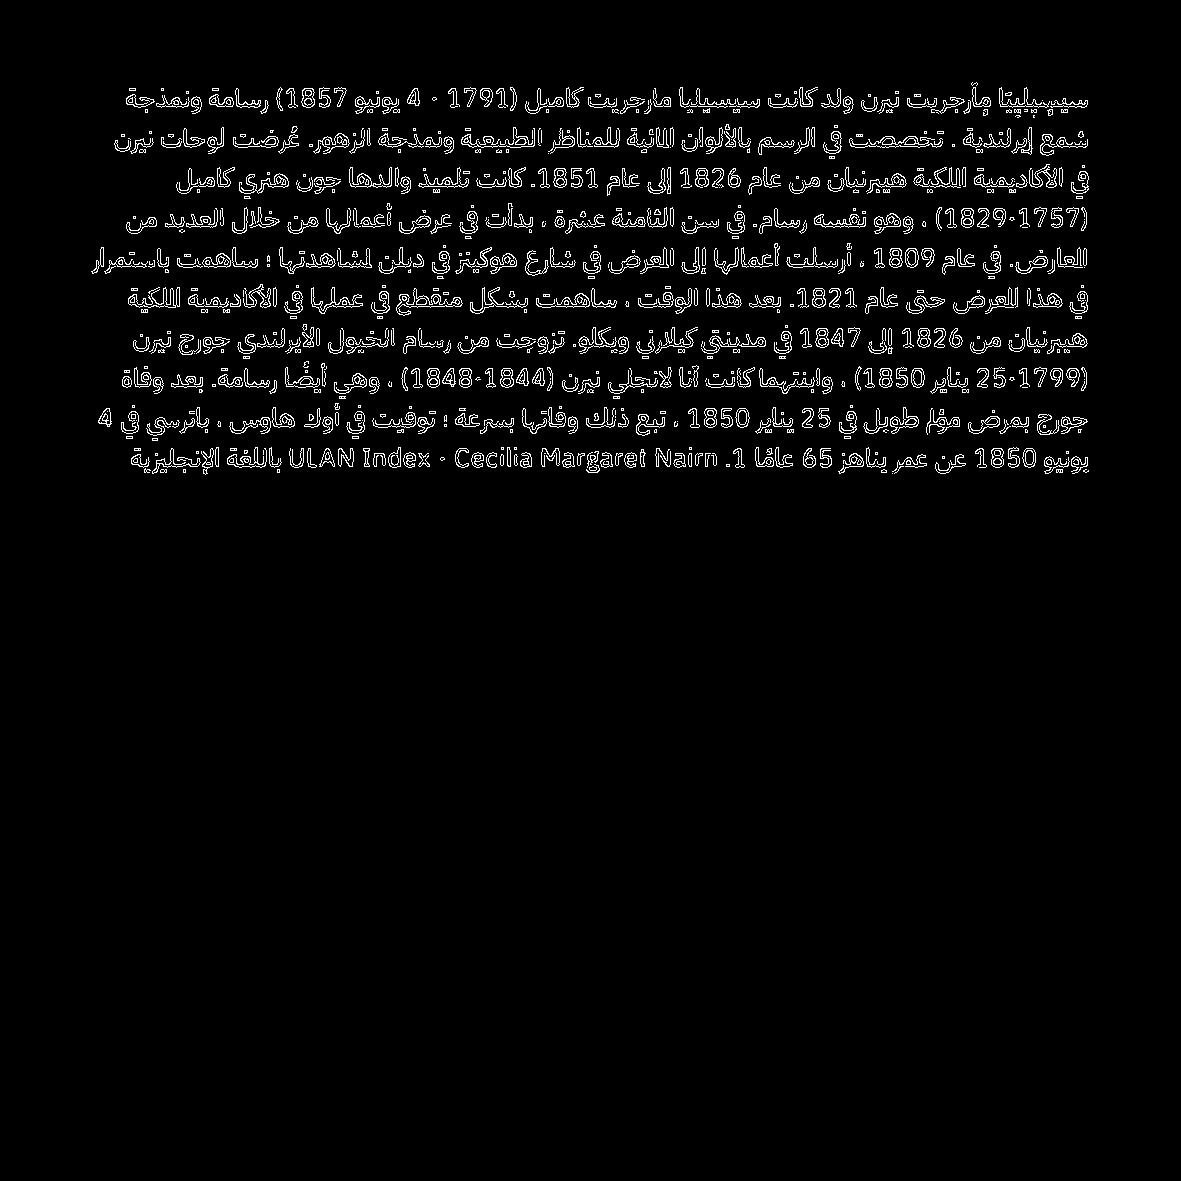 سيسِيلِييّا مِاَرجريت نيرن ولد كانت سيسيليا مارجريت كامبل (1791 - 4 يونيو 1857) رسامة ونمذجة
شمع إيرلندية . تخصصت في الرسم بالألوان المائية للمناظر الطبيعية ونمذجة الزهور. عُرضت لوحات نيرن
في الأكاديمية الملكية هيبرنيان من عام 1826 إلى عام 1851. كانت تلميذ والدها جون هنري كامبل
(1757-1829) ، وهو نفسه رسام. في سن الثامنة عشرة ، بدأت في عرض أعمالها من خلال العديد من
المعارض. في عام 1809 ، أرسلت أعمالها إلى المعرض في شارع هوكينز في دبلن لمشاهدتها ؛ ساهمت باستمرار
في هذا المعرض حتى عام 1821. بعد هذا الوقت ، ساهمت بشكل متقطع في عملها في الأكاديمية الملكية
هيبرنيان من 1826 إلى 1847 في مدينتي كيلارني ويكلو. تزوجت من رسام الخيول الأيرلندي جورج نيرن
(1799-25 يناير 1850) ، وابنتهما كانت آنا لانجلي نيرن (1844-1848) ، وهي أيضًا رسامة. بعد وفاة
جورج بمرض مؤلم طويل في 25 يناير 1850 ، تبع ذلك وفاتها بسرعة ؛ توفيت في أوك هاوس ، باترسي في 4
يونيو 1850 عن عمر يناهز 65 عامًا 1. ULAN Index - Cecilia Margaret Nairn باللغة الإنجليزية